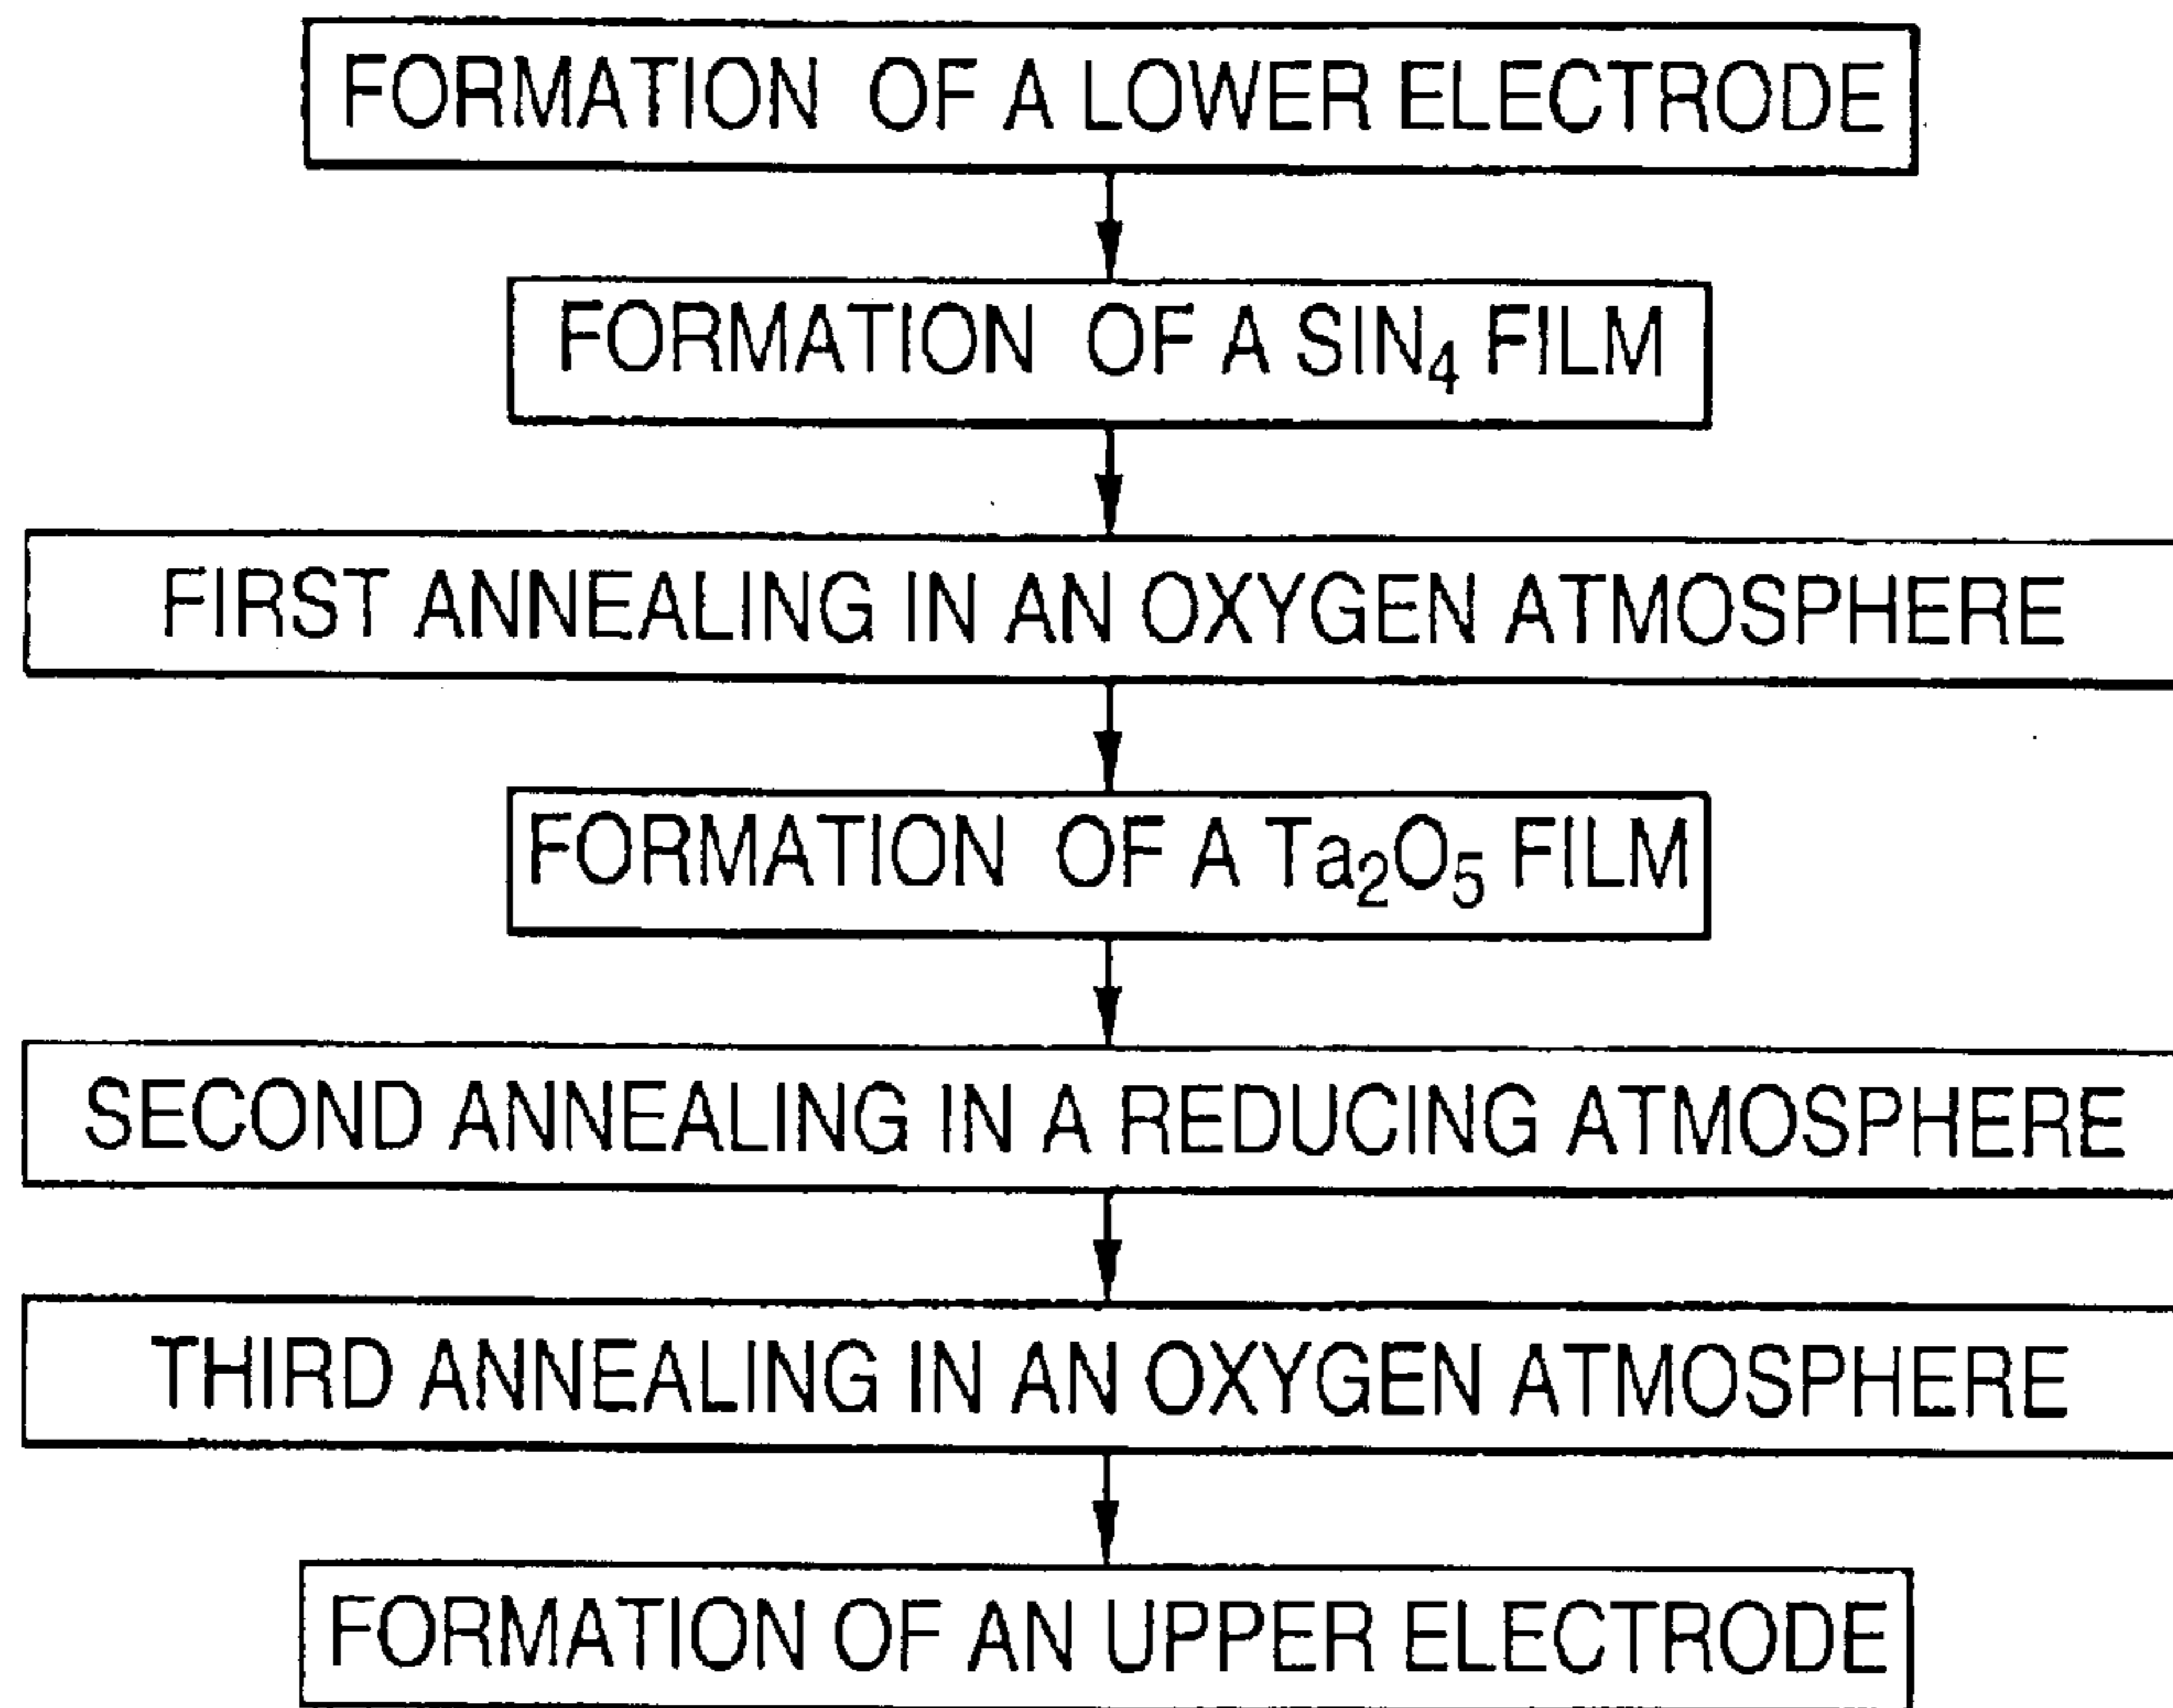 FORMATION OF A LOWER ELECTRODE
FORMATION OF A SIN₄ FILM
FIRST ANNEALING IN AN OXYGEN ATMOSPHERE
FORMATION OF A Ta₂O₅ FILM
SECOND ANNEALING IN A REDUCING ATMOSPHERE
THIRD ANNEALING IN AN OXYGEN ATMOSPHERE
FORMATION OF AN UPPER ELECTRODE